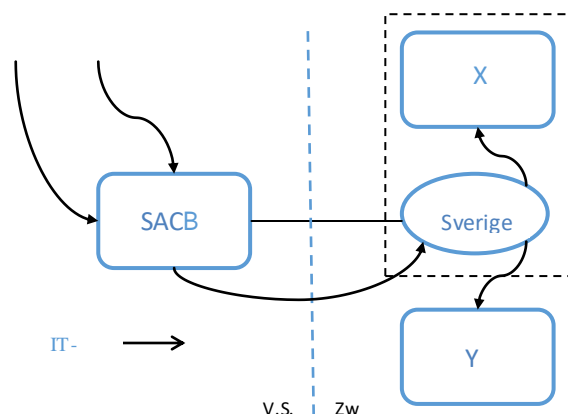 X
SACB
Sverige
IT -
Y
V.S. Zw